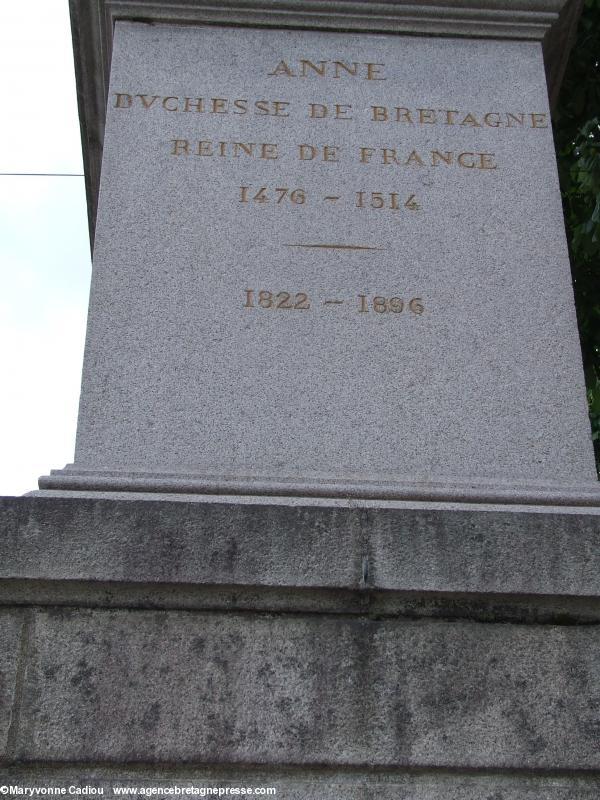 ANNE
DVCHESSE DE BRETAGNE
REINE DE FRANCE
1476 - 1514
1822 - 1896
© Maryvonne Cadiou www.agencebretagnepresse.com